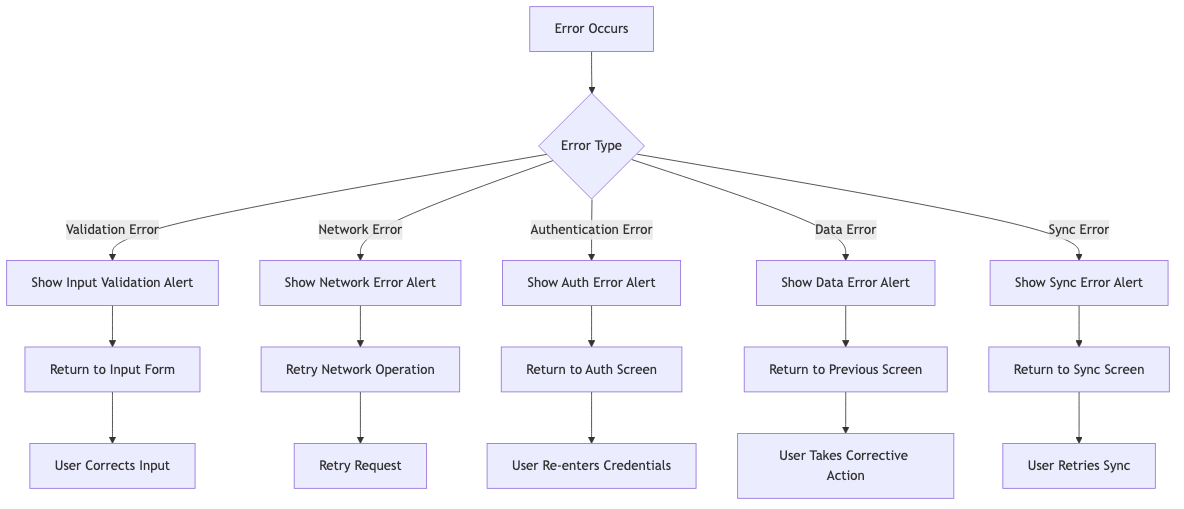 Error Occurs
Error Type
Validation Error
Network Error
Authentication Error
Data Error
Sync Error
Show Input Validation Alert
Show Network Error Alert
Show Auth Error Alert
Show Data Error Alert
Show Sync Error Alert
Return to Input Form
Retry Network Operation
Return to Auth Screen
Return to Previous Screen
Return to Sync Screen
User Corrects Input
Retry Request
User Re-enters Credentials
User Takes Corrective
Action
User Retries Sync